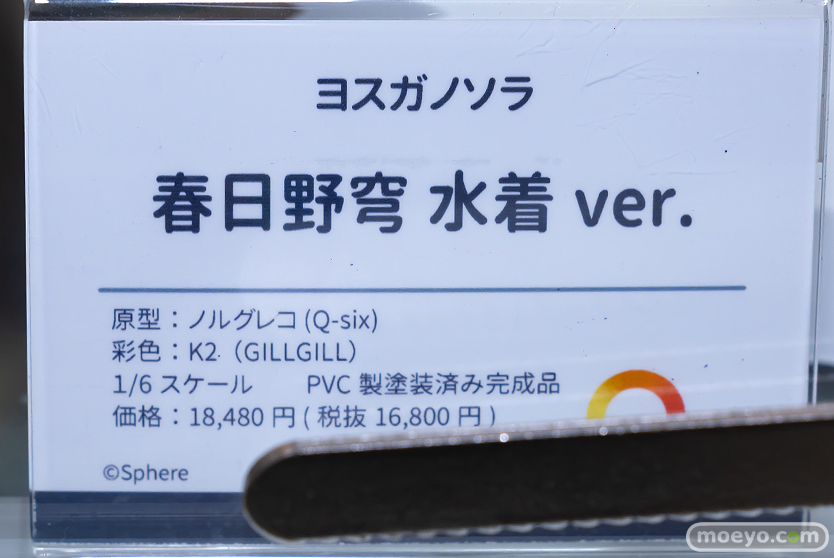 ヨスガノソラ
春日野穹 水着 ver.
原型：ノルグレコ (Q-six)
彩色：K2（GILLGILL）
1/6 スケール　　PVC 製塗装済み完成品
価格：18,480 円 ( 税抜 16,800 円 )
©Sphere
moeyo.com